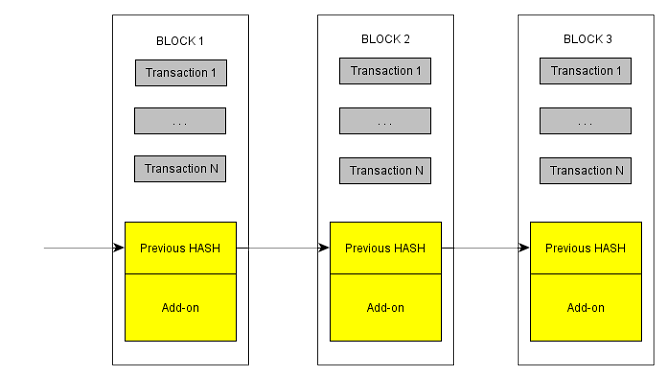 BLOCK 1
Transaction 1
. . .
Transaction N
Previous HASH
Add-on
BLOCK 2
Transaction 1
. . .
Transaction N
Previous HASH
Add-on
BLOCK 3
Transaction 1
. . .
Transaction N
Previous HASH
Add-on